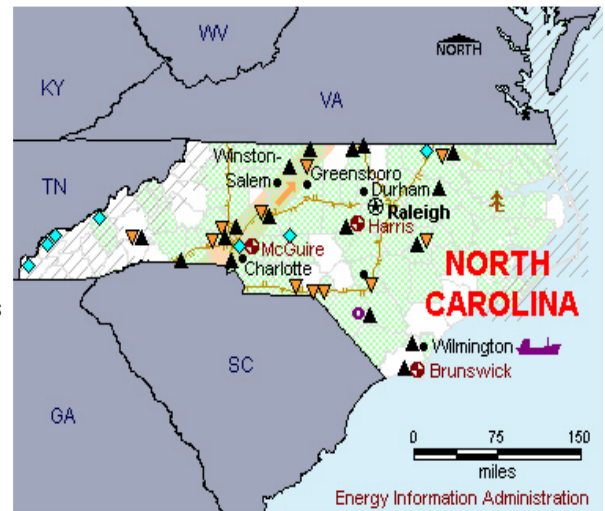 WV
NORTH
KY
VA
Winston-
Salem
Greensboro
TN
Durham
Raleigh
Harris
McGuire
Charlotte
NORTH
CAROLINA
s
Wilmington
SC
Brunswick
GA
0 75 150
miles
Energy Information Administration